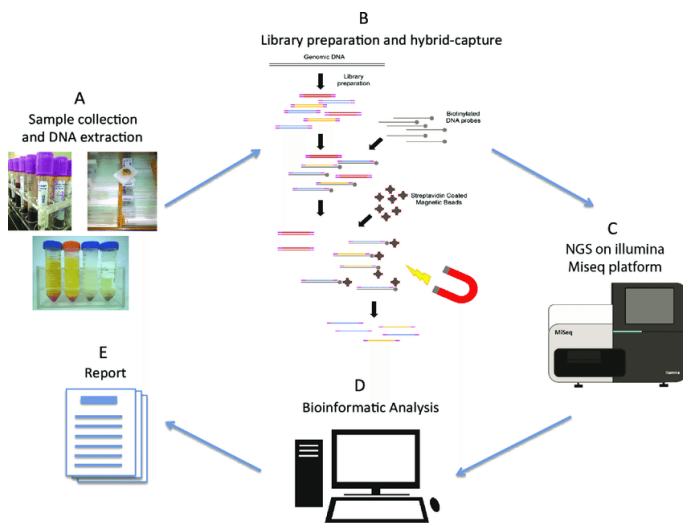 B
Library preparation and hybrid-capture
Genomic DNA
Library
preparation
A
Sample collection
and DNA extraction
Biotinylated
DNA probes
Streptavidin Coated
Magnetic Beads
C
NGS on illumina
Miseq platform
MiSeq
E
Report
D
Bioinformatic Analysis